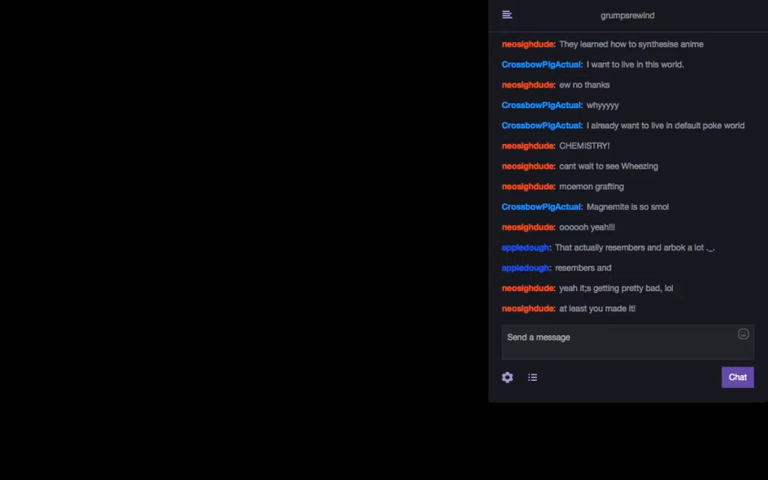 grumpsrewind
neosighdude: They learned how to synthesise anime
CrossbowPigActual: I want to live in this world.
neosighdude: ew no thanks
CrossbowPigActual: whyyyyy
CrossbowPigActual: I already want to live in default poke world
neosighdude: CHEMISTRY!
neosighdude: cant wait to see Wheezing
neosighdude: moemon grafting
CrossbowPigActual: Magnemite is so smol
neosighdude: oooooh yeah!!!
appledough: That actually resembers and arbok a lot ._.
appledough: resembers and
neosighdude: yeah it;s getting pretty bad, lol
neosighdude: at least you made it!
Send a message
Chat